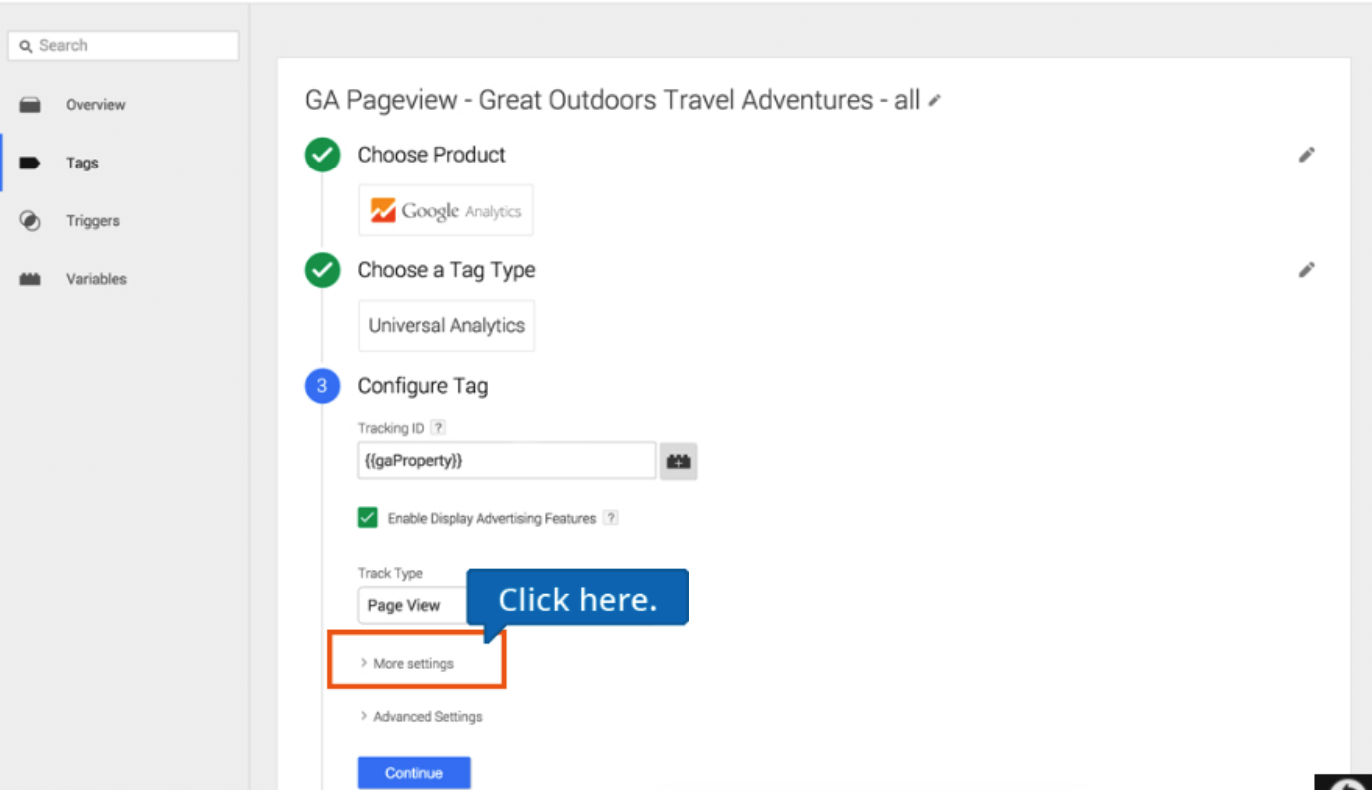 Search
Overview
Tags
Triggers
Variables
GA Pageview - Great Outdoors Travel Adventures - all
Choose Product
Google Analytics
Choose a Tag Type
Universal Analytics
3 Configure Tag
Tracking ID ?
{{gaProperty}}
Enable Display Advertising Features ?
Track Type
Page View
Click here.
> More settings
> Advanced Settings
Continue